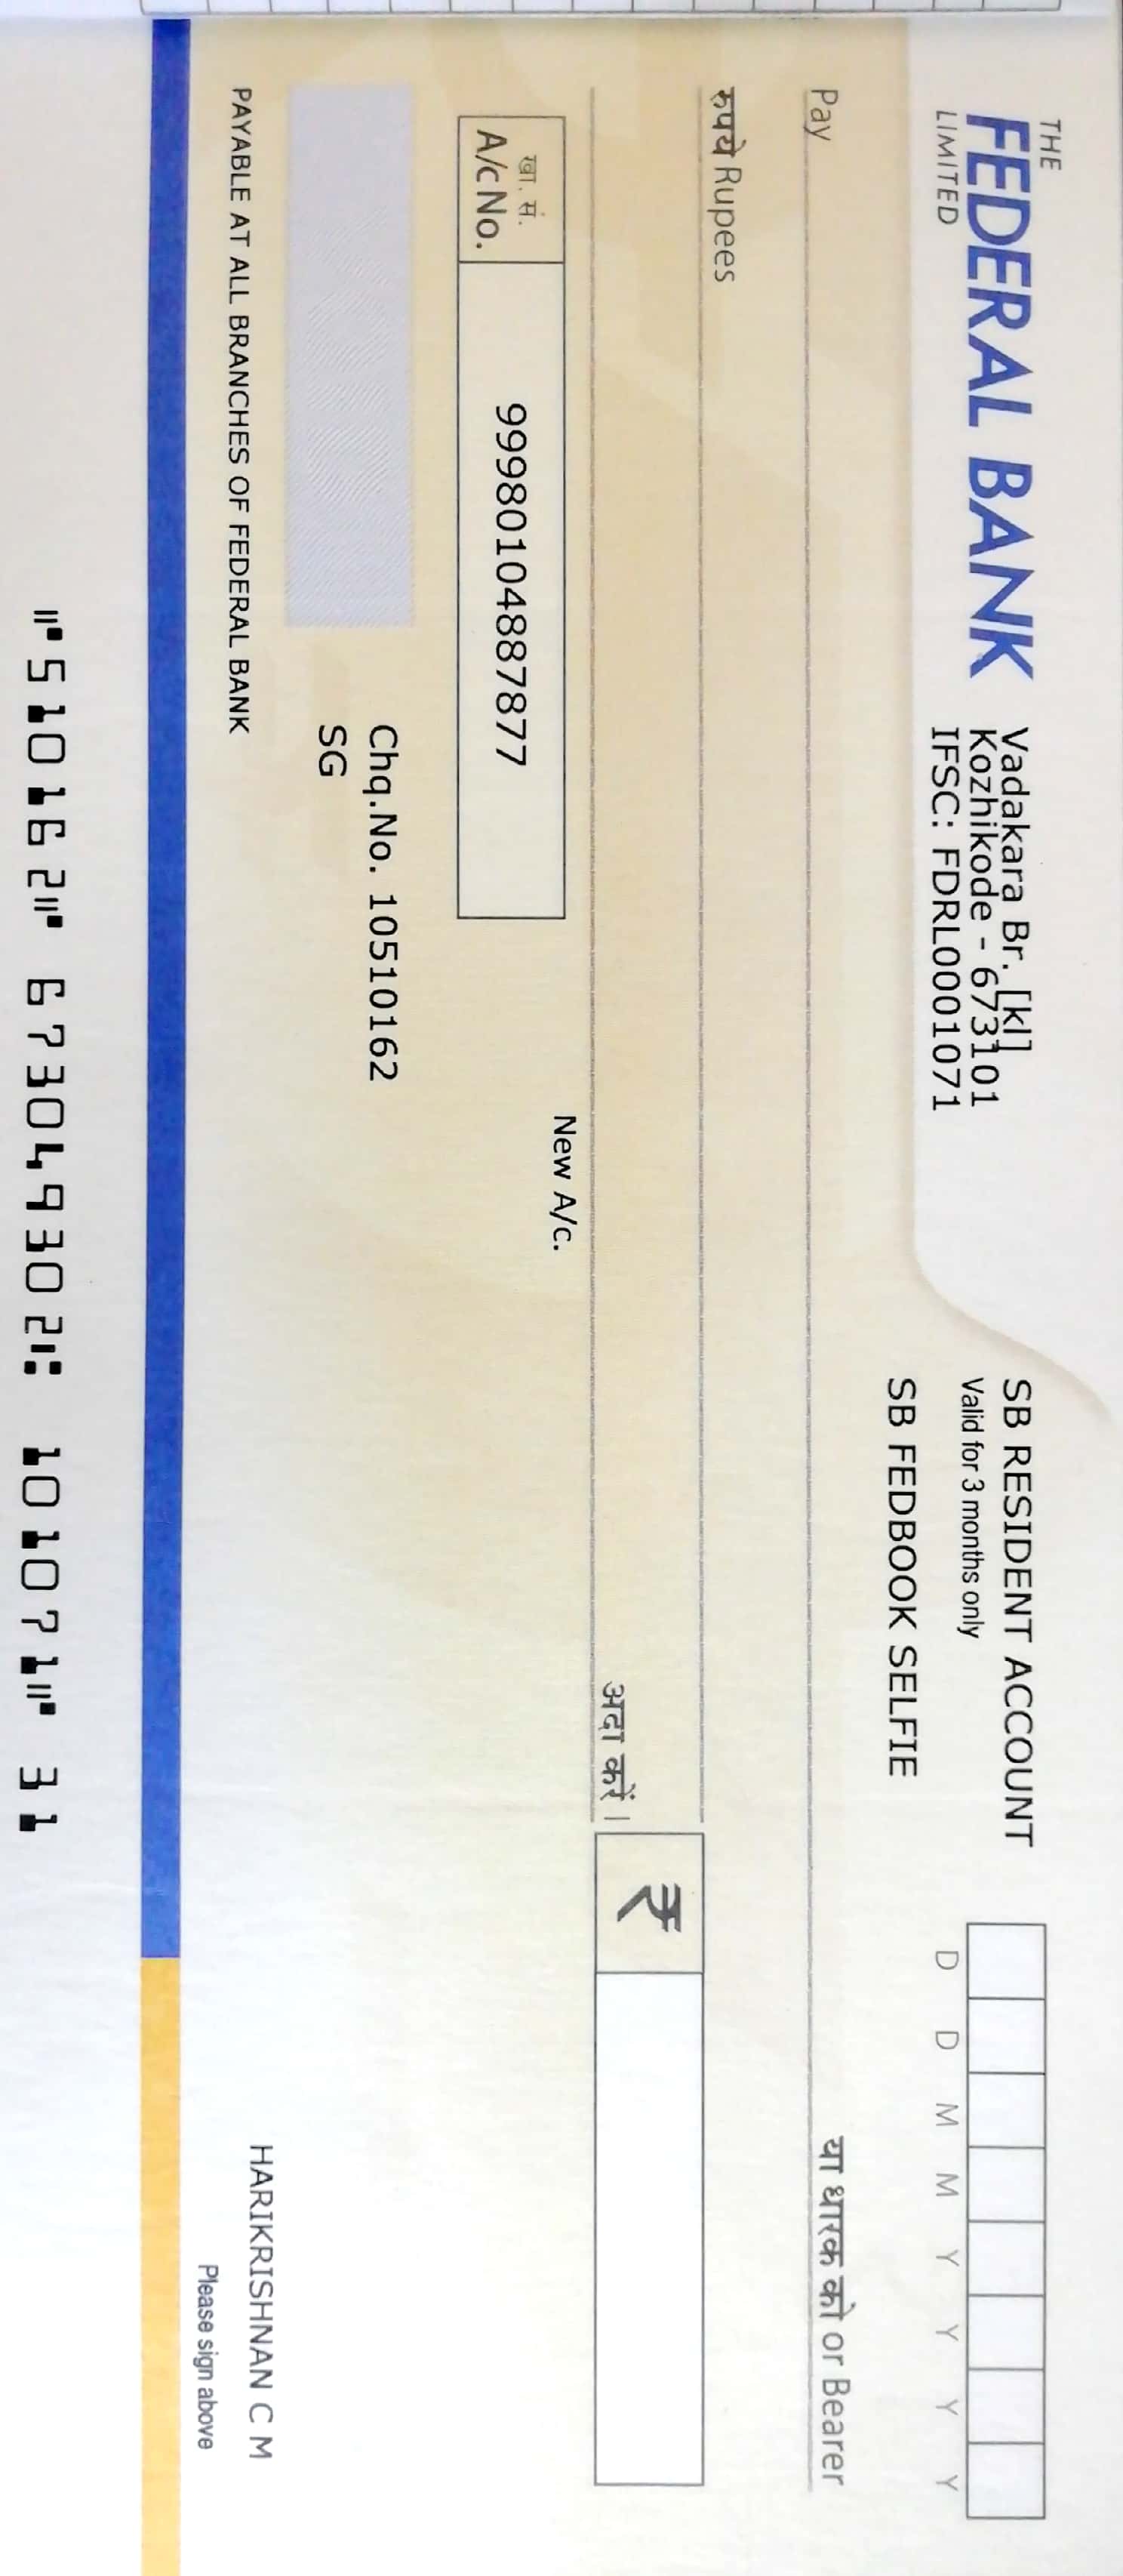 THE
FEDERAL BANK
LIMITED
Vadakara Br. [kl]
Kozhikode - 673101
IFSC: FDRL0001071
SB RESIDENT ACCOUNT
Valid for 3 months only
SB FEDBOOK SELFIE
D D M M Y Y Y Y
Pay
या धारक को or Bearer
रुपये Rupees
अदा करें।
₹
खा. सं.
A/c No.
99980104887877
New A/c.
Chq.No. 10510162
SG
PAYABLE AT ALL BRANCHES OF FEDERAL BANK
HARIKRISHNAN C M
Please sign above
⑈510162⑈ 673049302⑆ 101071⑈ 31